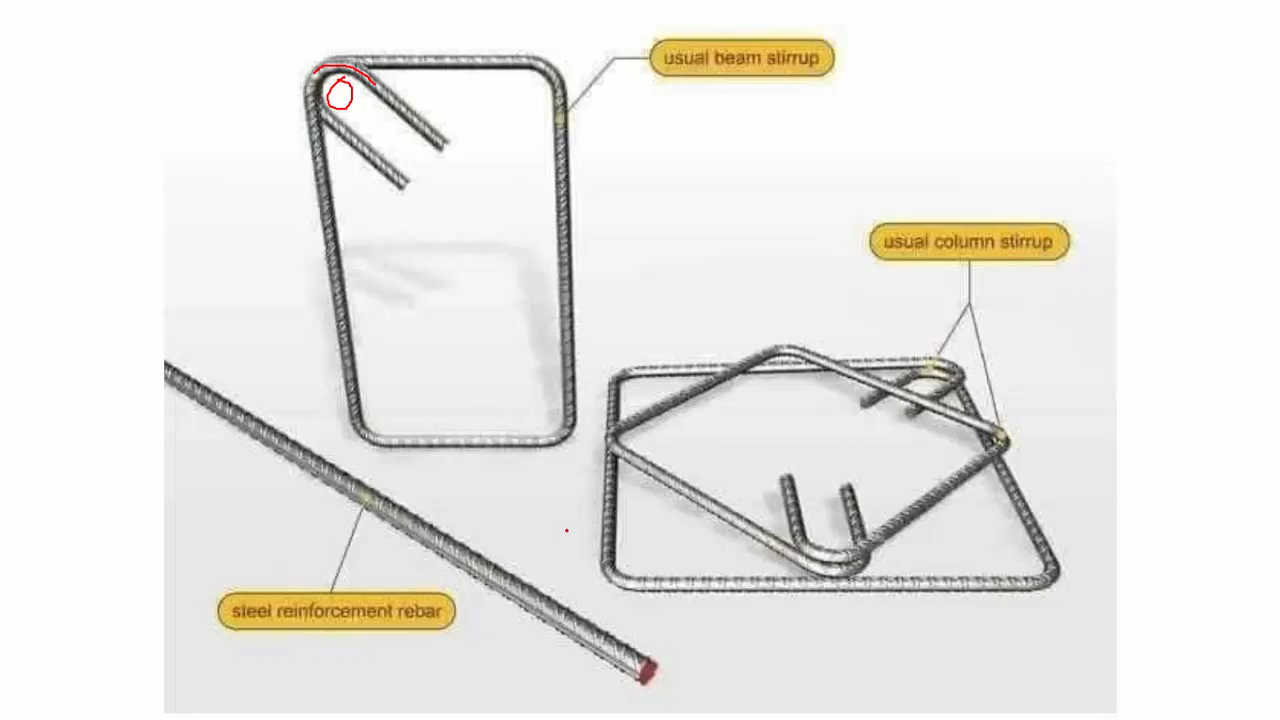 usual beam stirrup
usual column stirrup
steel reinforcement rebar